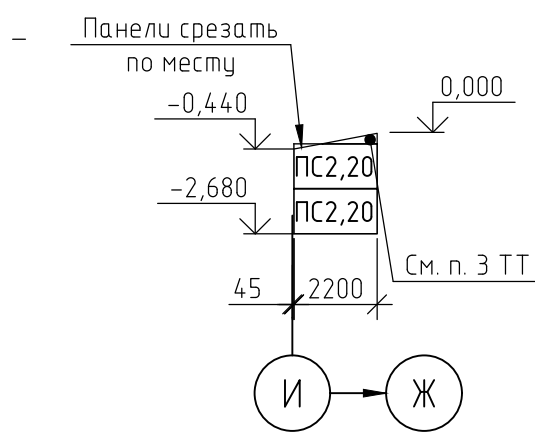 Панели срезать
по месту
0,000
-0,440
ПС2,20
-2,680
ПС2,20
См. п. 3 ТТ
45
2200
И
Ж